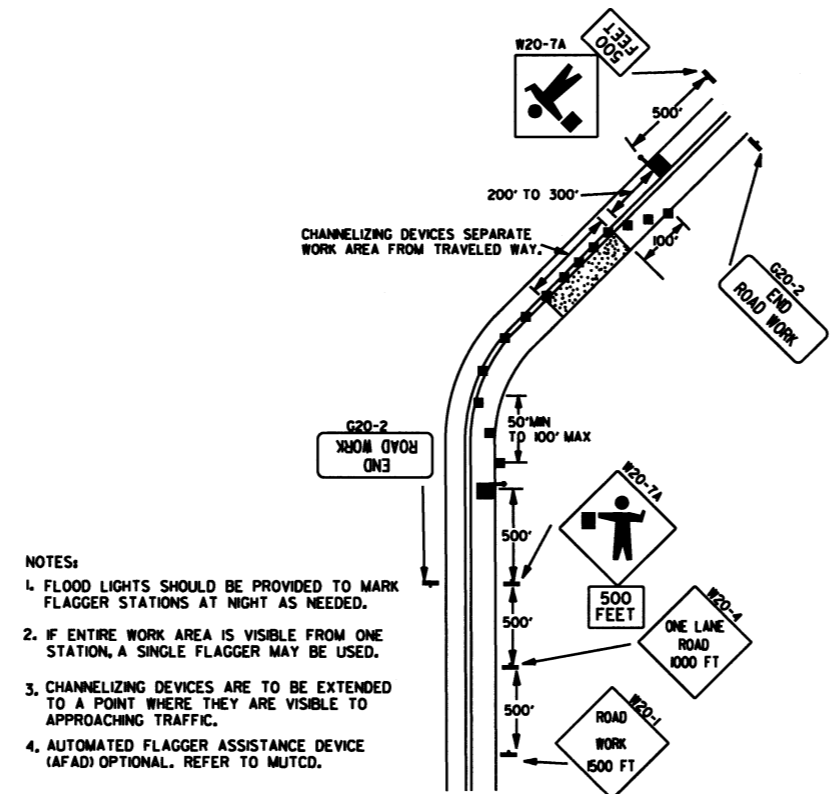 W20-7A
500
FEET
500'
200' TO 300'
CHANNELIZING DEVICES SEPARATE
WORK AREA FROM TRAVELED WAY.
100'
G20-2
END
ROAD WORK
50'MIN
TO 100' MAX
G20-2
END
ROAD WORK
W20-7A
500'
500
FEET
500'
W20-4
ONE LANE
ROAD
1000 FT
500'
W20-1
ROAD
WORK
1500 FT
NOTES:
1. FLOOD LIGHTS SHOULD BE PROVIDED TO MARK
FLAGGER STATIONS AT NIGHT AS NEEDED.
2. IF ENTIRE WORK AREA IS VISIBLE FROM ONE
STATION, A SINGLE FLAGGER MAY BE USED.
3. CHANNELIZING DEVICES ARE TO BE EXTENDED
TO A POINT WHERE THEY ARE VISIBLE TO
APPROACHING TRAFFIC.
4. AUTOMATED FLAGGER ASSISTANCE DEVICE
(AFAD) OPTIONAL. REFER TO MUTCD.